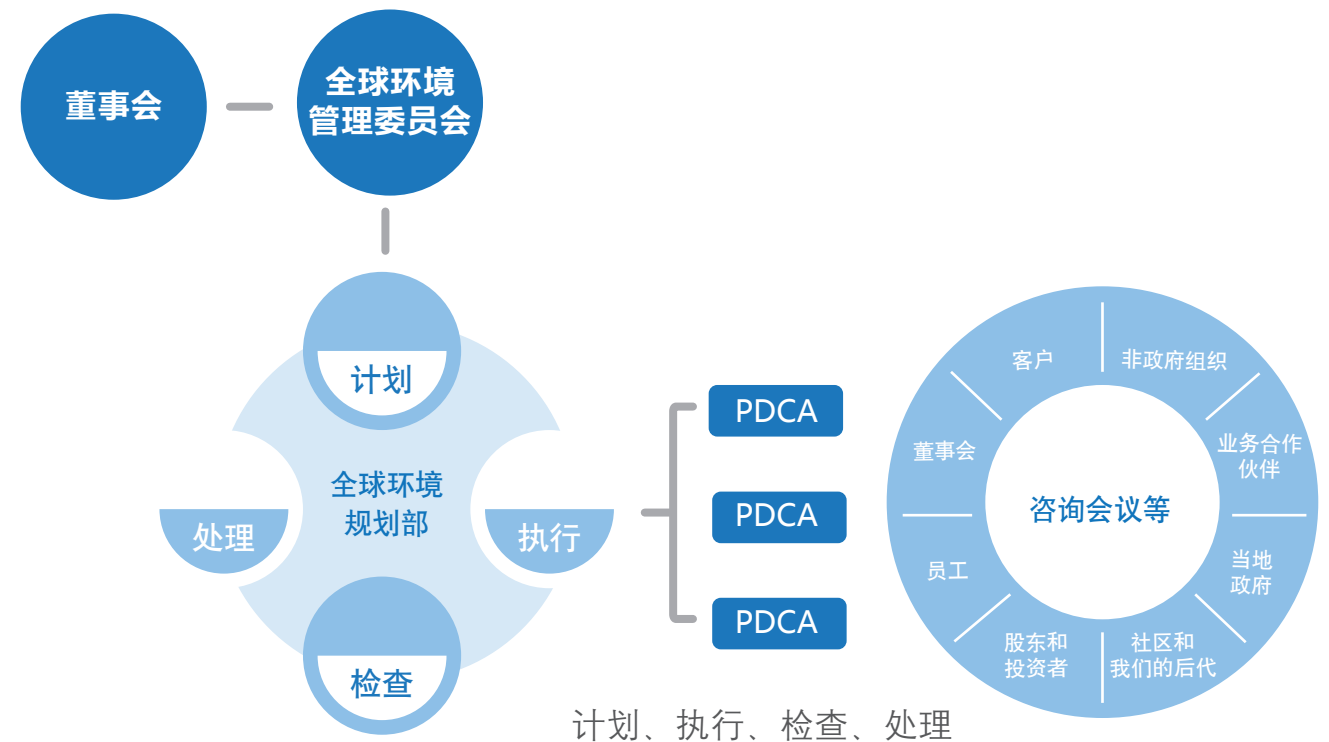 董事会
全球环境
管理委员会
计划
全球环境
规划部
处理
执行
检查
PDCA
PDCA
PDCA
计划、执行、检查、处理
客户
非政府组织
业务合作
伙伴
当地
政府
社区和
我们的后代
股东和
投资者
员工
董事会
咨询会议等